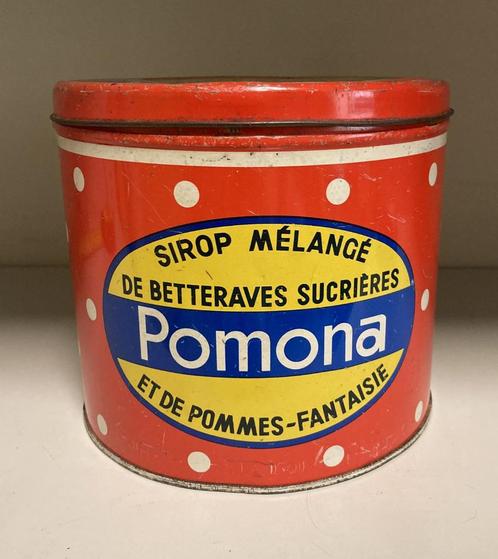 SIROP MÉLANGÉ
DE BETTERAVES SUCRIÈRES
Pomona
ET DE POMMES-FANTAISIE